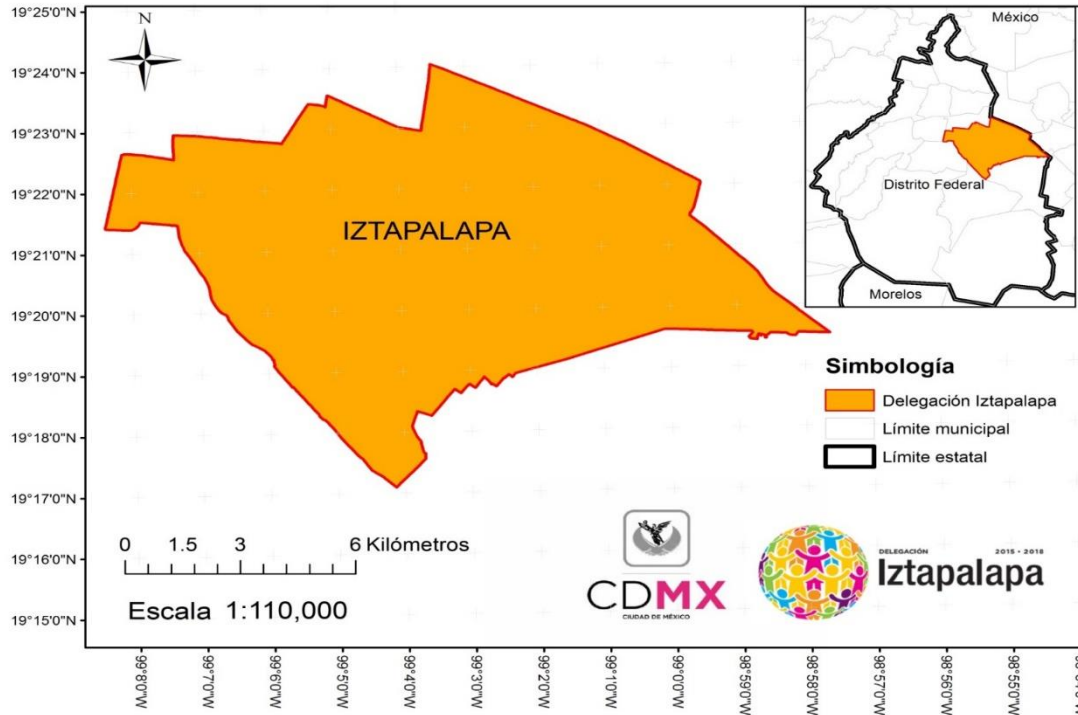 19°25'0"N
19°24'0"N
19°23'0"N
19°22'0"N
19°21'0"N
19°20'0"N
19°19'0"N
19°18'0"N
19°17'0"N
19°16'0"N
19°15'0"N
N
IZTAPALAPA
México
Distrito Federal
Morelos
Simbología
Delegación Iztapalapa
Límite municipal
Límite estatal
0 1.5 3 6 Kilómetros
Escala 1:110,000
CDMX
CIUDAD DE MÉXICO
DELEGACIÓN 2015 • 2018
Iztapalapa
99°8'0"W
99°7'0"W
99°6'0"W
99°5'0"W
99°4'0"W
99°3'0"W
99°2'0"W
99°1'0"W
99°0'0"W
98°59'0"W
98°58'0"W
98°57'0"W
98°56'0"W
98°55'0"W